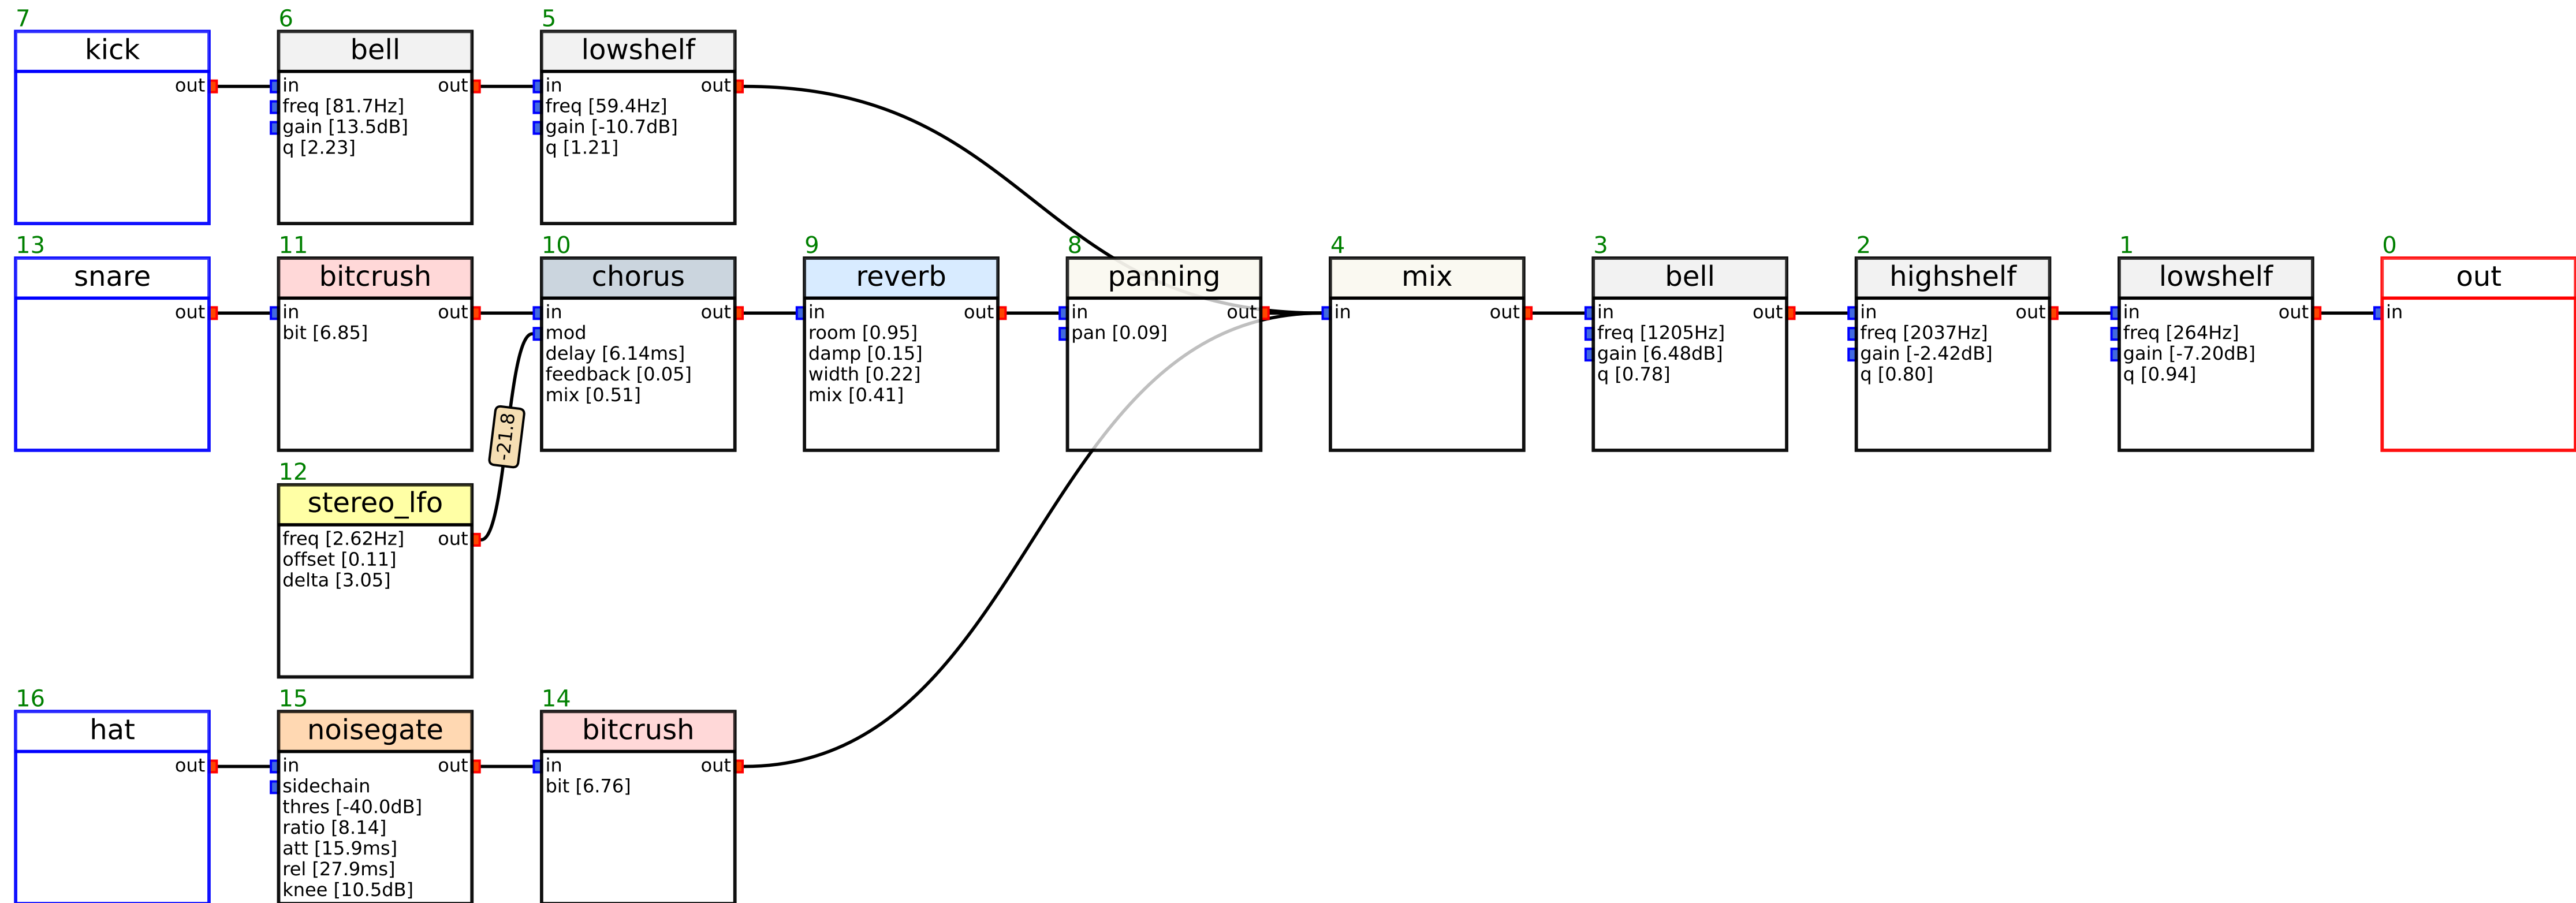 7
kick
out
6
bell
in out
freq [81.7Hz]
gain [13.5dB]
q [2.23]
5
lowshelf
in out
freq [59.4Hz]
gain [-10.7dB]
q [1.21]
13
snare
out
11
bitcrush
in out
bit [6.85]
10
chorus
in out
mod
delay [6.14ms]
feedback [0.05]
mix [0.51]
9
reverb
in out
room [0.95]
damp [0.15]
width [0.22]
mix [0.41]
8
panning
in out
pan [0.09]
4
mix
in out
3
bell
in out
freq [1205Hz]
gain [6.48dB]
q [0.78]
2
highshelf
in out
freq [2037Hz]
gain [-2.42dB]
q [0.80]
1
lowshelf
in out
freq [264Hz]
gain [-7.20dB]
q [0.94]
0
out
in
-21.8
12
stereo_lfo
freq [2.62Hz] out
offset [0.11]
delta [3.05]
16
hat
out
15
noisegate
in out
sidechain
thres [-40.0dB]
ratio [8.14]
att [15.9ms]
rel [27.9ms]
knee [10.5dB]
14
bitcrush
in out
bit [6.76]